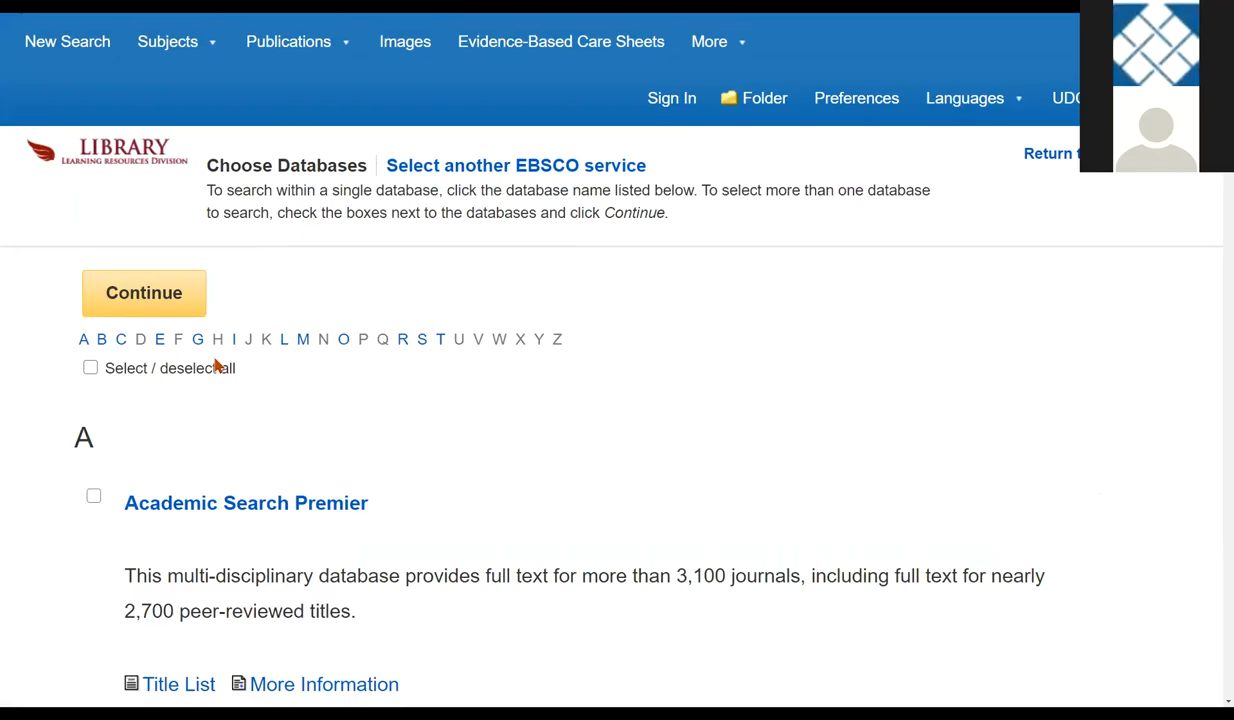 New Search Subjects Publications Images Evidence-Based Care Sheets More
Sign In Folder Preferences Languages UDC
LIBRARY
LEARNING RESOURCES DIVISION
Choose Databases Select another EBSCO service
Return t
To search within a single database, click the database name listed below. To select more than one database
to search, check the boxes next to the databases and click Continue.
Continue
A B C D E F G H I J K L M N O P Q R S T U V W X Y Z
Select / deselect all
A
Academic Search Premier
This multi-disciplinary database provides full text for more than 3,100 journals, including full text for nearly
2,700 peer-reviewed titles.
Title List More Information